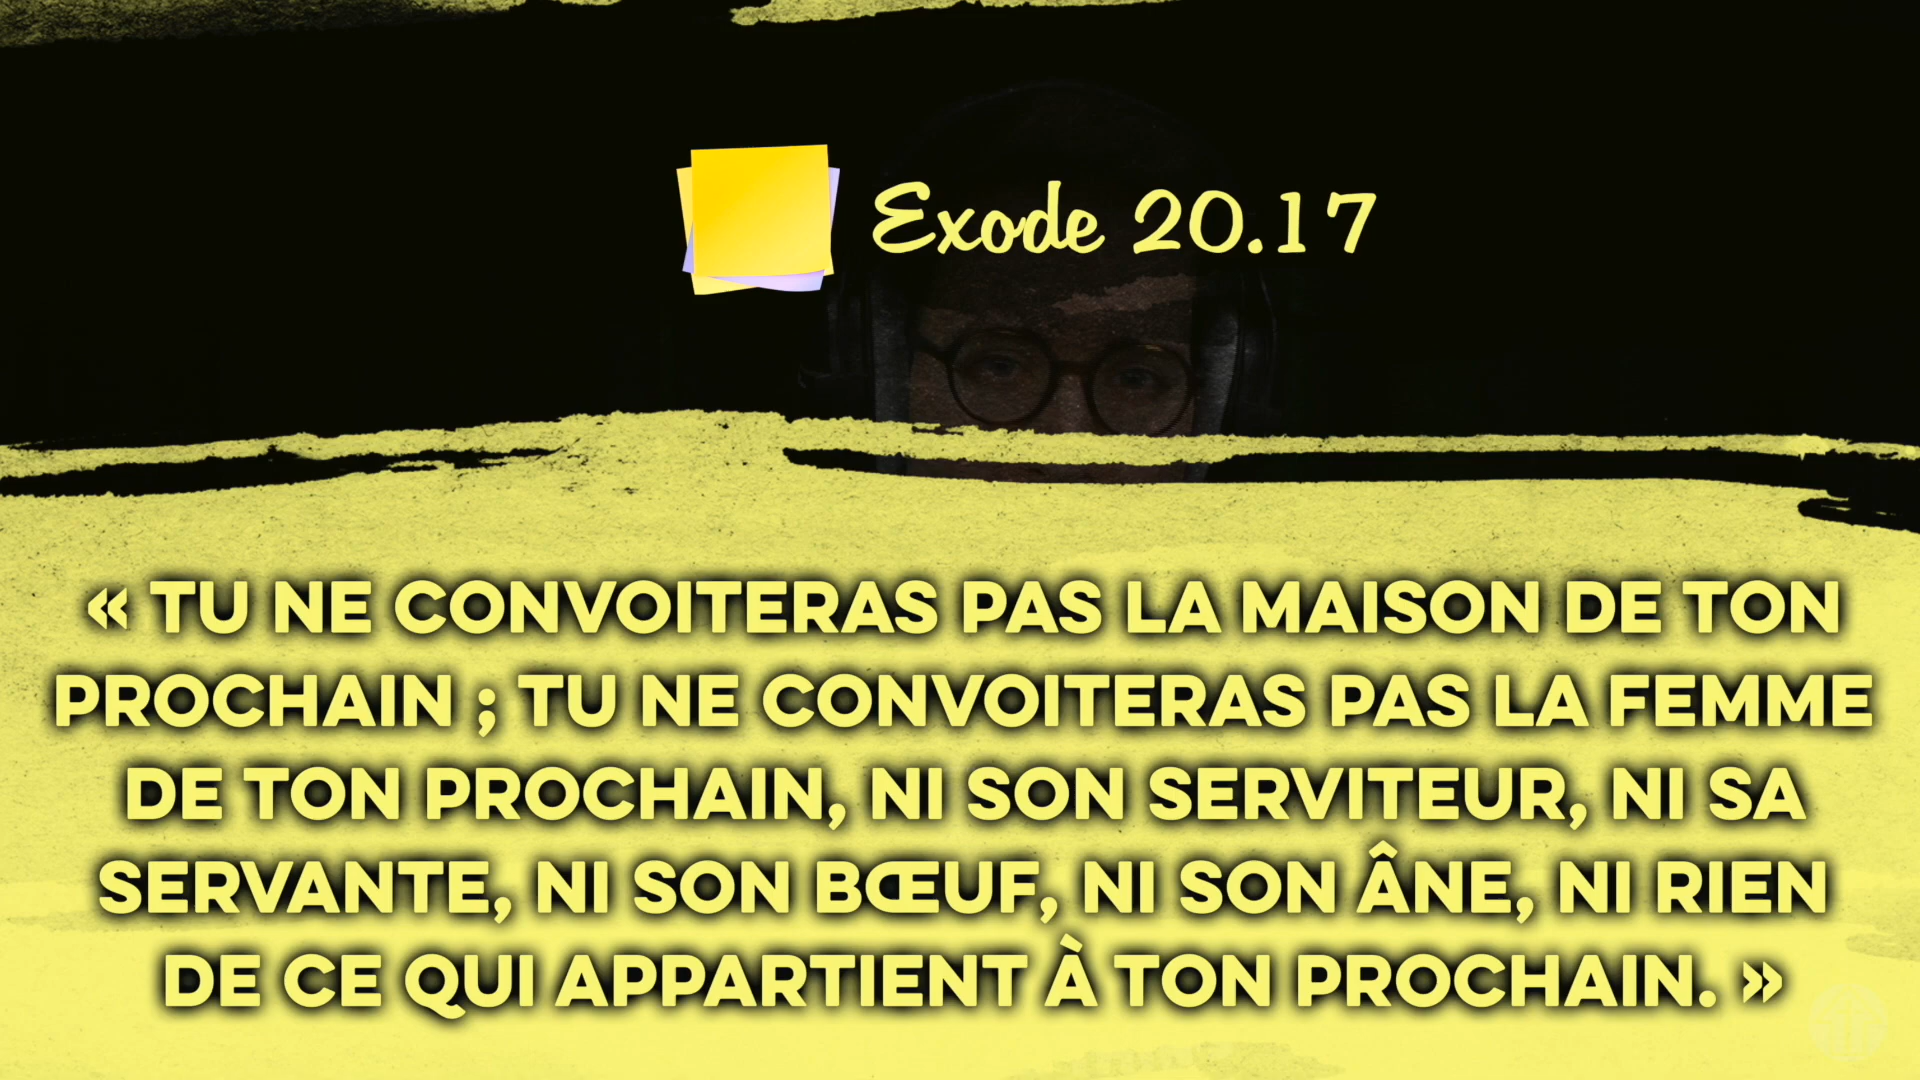 Exode 20.17
« TU NE CONVOITERAS PAS LA MAISON DE TON
PROCHAIN ; TU NE CONVOITERAS PAS LA FEMME
DE TON PROCHAIN, NI SON SERVITEUR, NI SA
SERVANTE, NI SON BŒUF, NI SON ÂNE, NI RIEN
DE CE QUI APPARTIENT À TON PROCHAIN. »